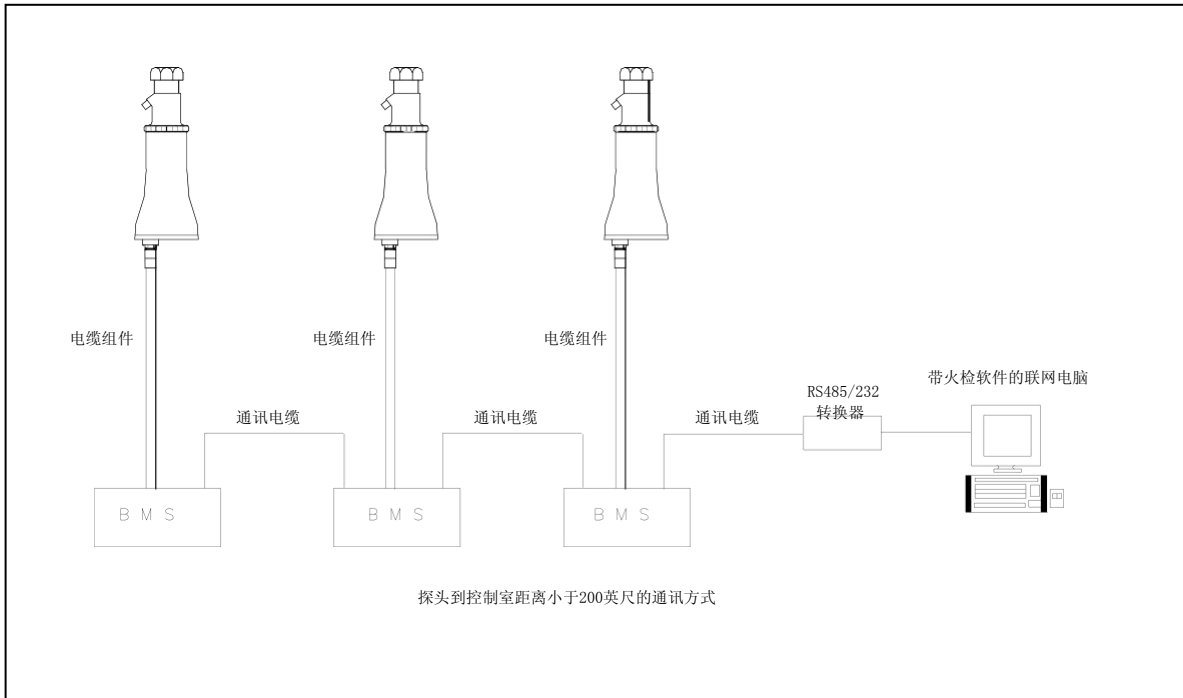 电缆组件
电缆组件
电缆组件
带火检软件的联网电脑
RS485/232
转换器
通讯电缆
通讯电缆
通讯电缆
BMS
BMS
BMS
探头到控制室距离小于200英尺的通讯方式